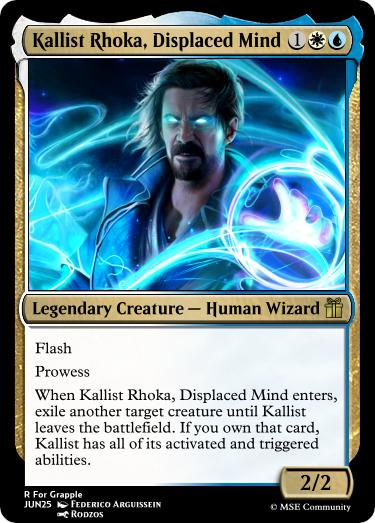 Kallist Rhoka, Displaced Mind 1
Legendary Creature — Human Wizard
Flash
Prowess
When Kallist Rhoka, Displaced Mind enters,
exile another target creature until Kallist
leaves the battlefield. If you own that card,
Kallist has all of its activated and triggered
abilities.
2/2
R For Grapple
JUN25 Federico Arguissein
Rodzos
© MSE Community